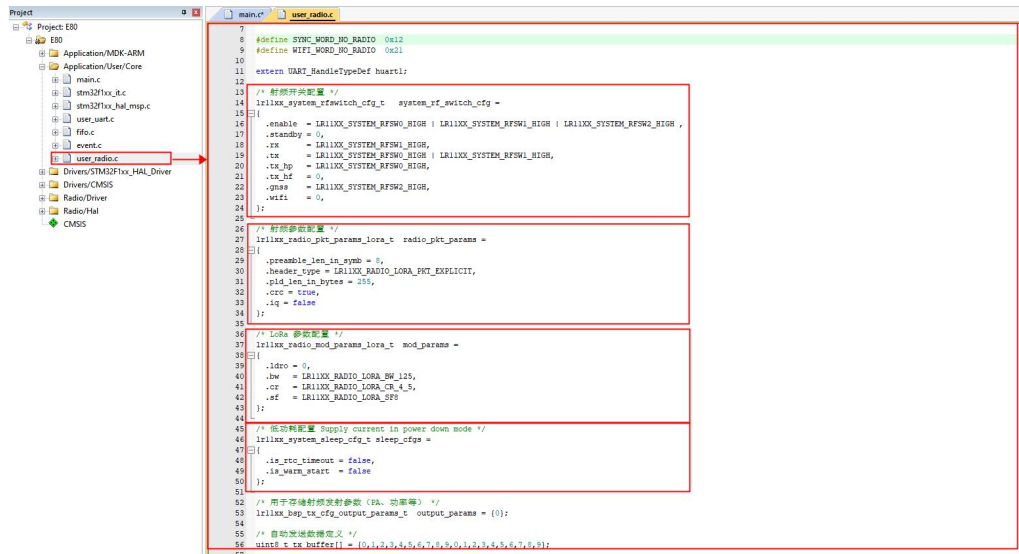 Project
Project: E80
E80
Application/MDK-ARM
Application/User/Core
main.c
stm32f1xx_it.c
stm32f1xx_hal_msp.c
user_uart.c
fifo.c
event.c
user_radio.c
Drivers/STM32F1xx_HAL_Driver
Drivers/CMSIS
Radio/Driver
Radio/Hal
CMSIS
main.c* user_radio.c
7
8 #define SYNC_WORD_NO_RADIO 0x12
9 #define WIFI_WORD_NO_RADIO 0x21
10
11 extern UART_HandleTypeDef huart1;
12
13 /* 射频开关配置 */
14 lr11xx_system_rfswitch_cfg_t system_rf_switch_cfg =
15 {
16 .enable = LR11XX_SYSTEM_RFSW0_HIGH | LR11XX_SYSTEM_RFSW1_HIGH | LR11XX_SYSTEM_RFSW2_HIGH ,
17 .standby = 0,
18 .rx = LR11XX_SYSTEM_RFSW1_HIGH,
19 .tx = LR11XX_SYSTEM_RFSW0_HIGH | LR11XX_SYSTEM_RFSW1_HIGH,
20 .tx_hp = LR11XX_SYSTEM_RFSW0_HIGH,
21 .tx_hf = 0,
22 .gnss = LR11XX_SYSTEM_RFSW2_HIGH,
23 .wifi = 0,
24 };
25
26 /* 射频参数配置 */
27 lr11xx_radio_pkt_params_lora_t radio_pkt_params =
28 {
29 .preamble_len_in_symb = 8,
30 .header_type = LR11XX_RADIO_LORA_PKT_EXPLICIT,
31 .pld_len_in_bytes = 255,
32 .crc = true,
33 .iq = false
34 };
35
36 /* LoRa 参数配置 */
37 lr11xx_radio_mod_params_lora_t mod_params =
38 {
39 .ldro = 0,
40 .bw = LR11XX_RADIO_LORA_BW_125,
41 .cr = LR11XX_RADIO_LORA_CR_4_5,
42 .sf = LR11XX_RADIO_LORA_SF8
43 };
44
45 /* 低功耗配置 Supply current in power down mode */
46 lr11xx_system_sleep_cfg_t sleep_cfgs =
47 {
48 .is_rtc_timeout = false,
49 .is_warm_start = false
50 };
51
52 /* 用于存储射频发射参数（PA、功率等） */
53 lr11xx_bsp_tx_cfg_output_params_t output_params = {0};
54
55 /* 自动发送数据定义 */
56 uint8_t tx_buffer[] = {0,1,2,3,4,5,6,7,8,9,0,1,2,3,4,5,6,7,8,9};